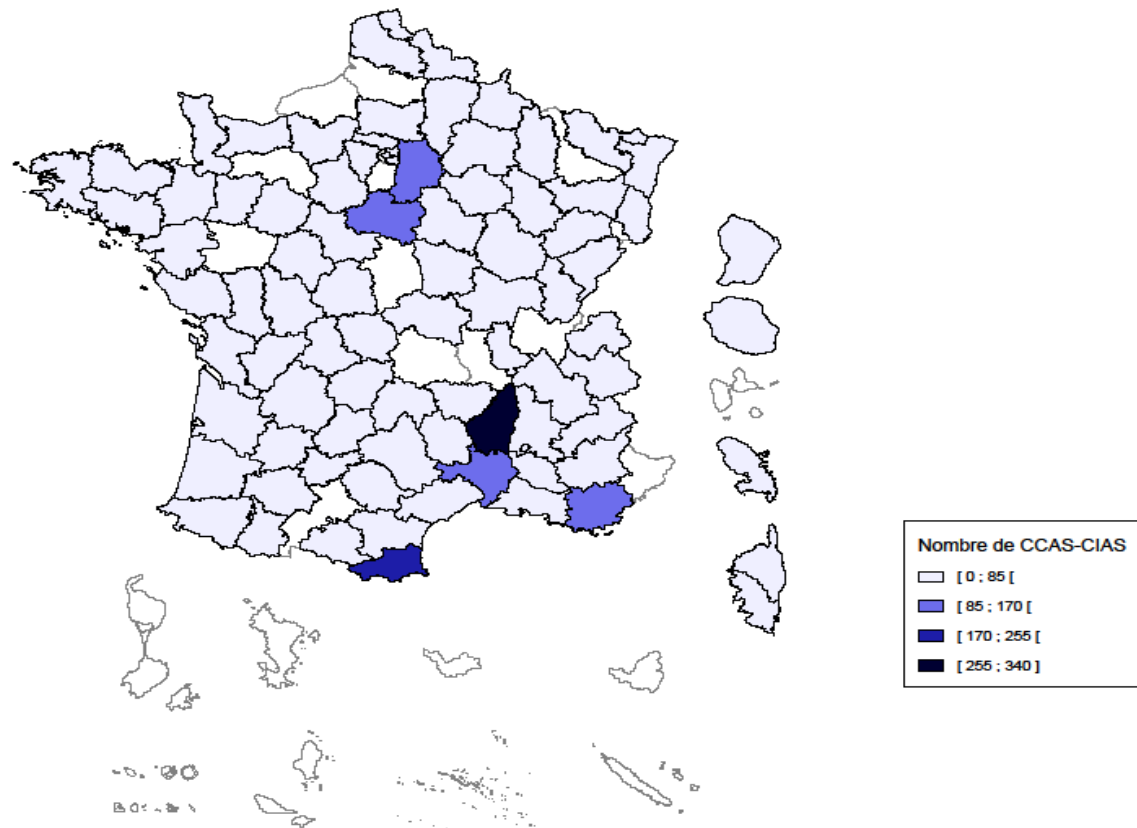 Nombre de CCAS-CIAS
[ 0 ; 85 [
[ 85 ; 170 [
[ 170 ; 255 [
[ 255 ; 340 ]